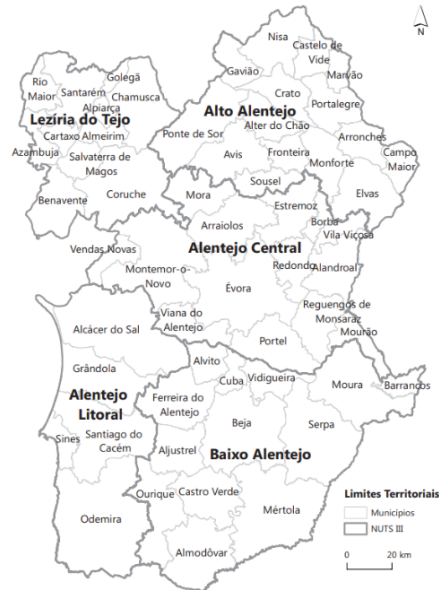 N
Nisa
Castelo de
Vide
Gavião
Marvão
Crato
Portalegre
Alto Alentejo
Ponte de Sor
Alter do Chão
Arronches
Avis
Fronteira
Monforte
Campo
Maior
Sousel
Elvas
Rio
Maior
Golegã
Santarém
Chamusca
Alpiarça
Lezíria do Tejo
Cartaxo
Almeirim
Azambuja
Salvaterra de
Magos
Benavente
Coruche
Mora
Estremoz
Arraiolos
Borba
Vila Viçosa
Vendas Novas
Alentejo Central
Montemor-o-
Novo
Redondo
Alandroal
Évora
Reguengos de
Monsaraz
Viana do
Alentejo
Mourão
Portel
Alcácer do Sal
Grândola
Alentejo
Litoral
Sines
Santiago do
Cacém
Odemira
Alvito
Cuba
Vidigueira
Moura
Barrancos
Ferreira do
Alentejo
Beja
Serpa
Aljustrel
Baixo Alentejo
Ourique
Castro Verde
Mértola
Almodôvar
Limites Territoriais
Municípios
NUTS III
0 20 km